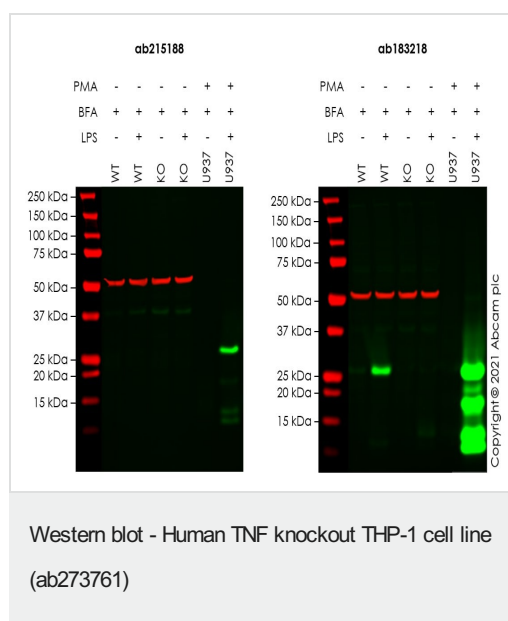 ab215188
PMA - - - - + +
BFA + + + + - +
LPS - + - + - +
WT WT KO KO U937 U937
250 kDa
150 kDa
100 kDa
75 kDa
50 kDa
37 kDa
25 kDa
20 kDa
15 kDa
ab183218
PMA - - - - + +
BFA + + + + - +
LPS - + - + - +
WT WT KO KO U937 U937
250 kDa
150 kDa
100 kDa
75 kDa
50 kDa
37 kDa
25 kDa
20 kDa
15 kDa
Copyright © 2021 Abcam plc
Western blot - Human TNF knockout THP-1 cell line
(ab273761)